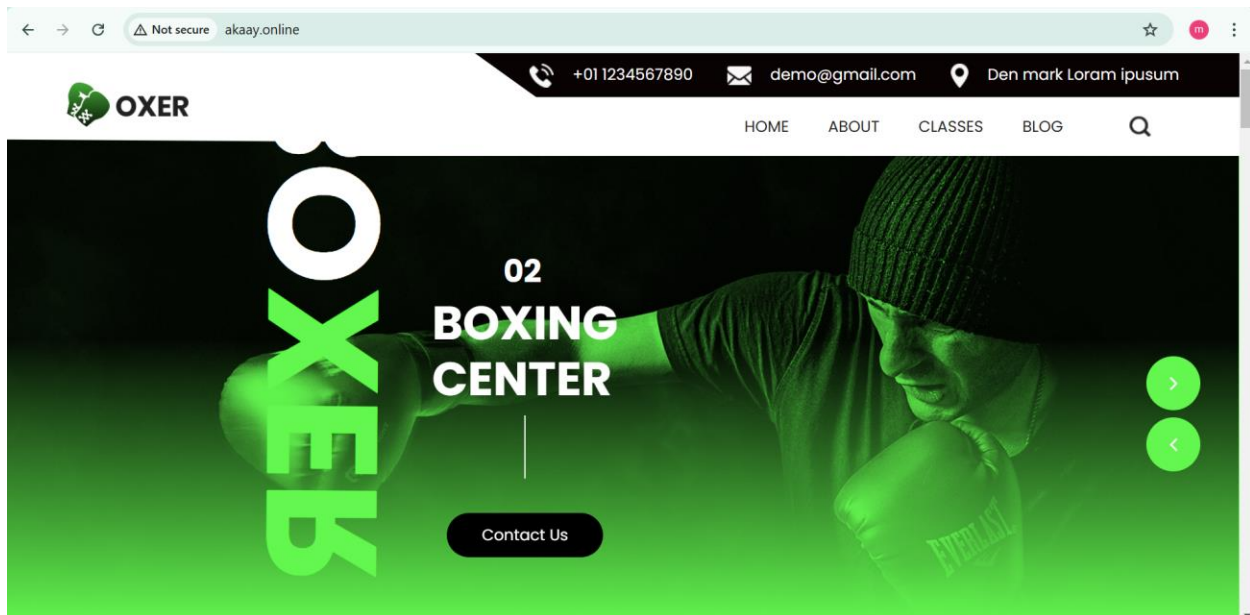 Not secure akaay.online m
+01 1234567890 demo@gmail.com Den mark Loram ipusum
OXER
HOME ABOUT CLASSES BLOG
OXER
02
BOXING
CENTER
Contact Us
EVERLAST